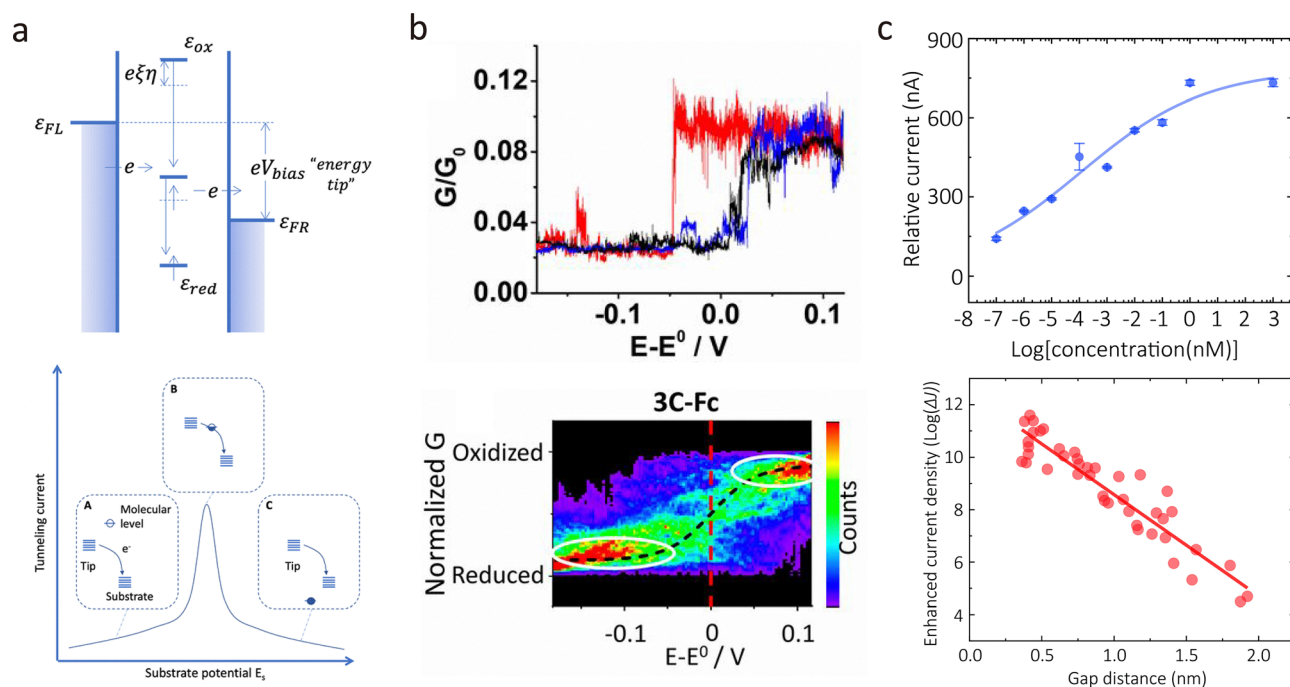 a
ε_ox
eξη
ε_FL
e
e
eV_bias
“energy
tip”
ε_FR
ε_red
Tunneling current
B
A
Molecular
level
e-
Tip
Substrate
C
Tip
Substrate potential E_s
b
G/G_0
0.12
0.08
0.04
0.00
-0.1
0.0
0.1
E-E^0 / V
3C-Fc
Normalized G
Oxidized
Reduced
Counts
-0.1
0
0.1
E-E^0 / V
c
Relative current (nA)
900
600
300
0
-8 -7 -6 -5 -4 -3 -2 -1 0 1 2 3
Log[concentration(nM)]
Enhanced current density (Log(ΔJ))
12
10
8
6
4
0.0 0.5 1.0 1.5 2.0
Gap distance (nm)